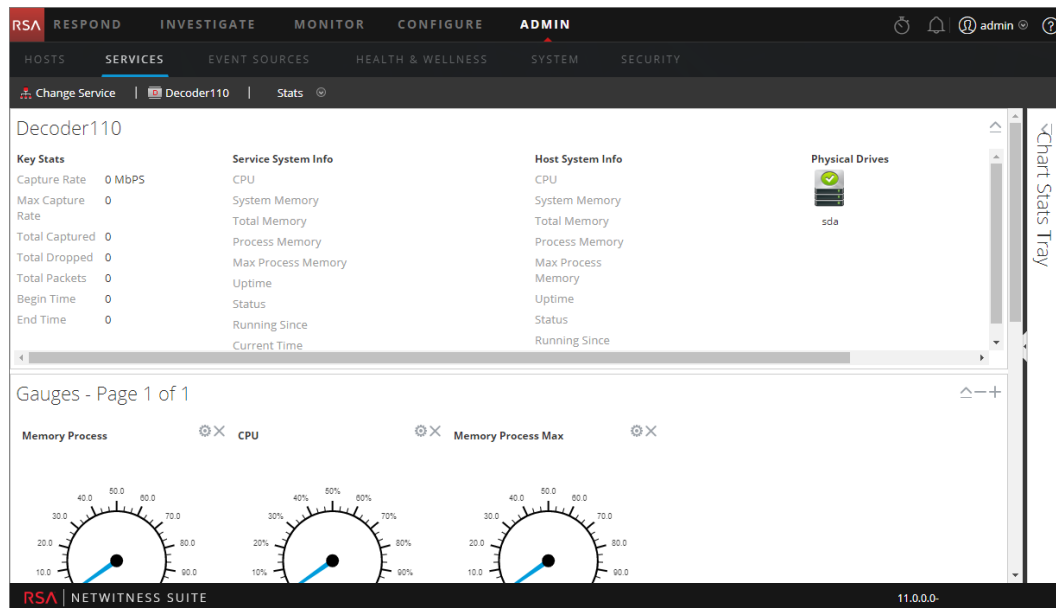 RSA RESPOND INVESTIGATE MONITOR CONFIGURE ADMIN admin
HOSTS SERVICES EVENT SOURCES HEALTH & WELLNESS SYSTEM SECURITY
Change Service | D Decoder110 | Stats
Decoder110
Key Stats
Capture Rate 0 MbPS
Max Capture Rate 0
Total Captured 0
Total Dropped 0
Total Packets 0
Begin Time 0
End Time 0
Service System Info
CPU
System Memory
Total Memory
Process Memory
Max Process Memory
Uptime
Status
Running Since
Current Time
Host System Info
CPU
System Memory
Total Memory
Process Memory
Max Process
Memory
Uptime
Status
Running Since
Physical Drives
sda
Chart Stats Tray
Gauges - Page 1 of 1
Memory Process
10.0 20.0 30.0 40.0 50.0 60.0 70.0 80.0 90.0
CPU
10% 20% 30% 40% 50% 60% 70% 80% 90%
Memory Process Max
10.0 20.0 30.0 40.0 50.0 60.0 70.0 80.0 90.0
RSA | NETWITNESS SUITE 11.0.0.0-